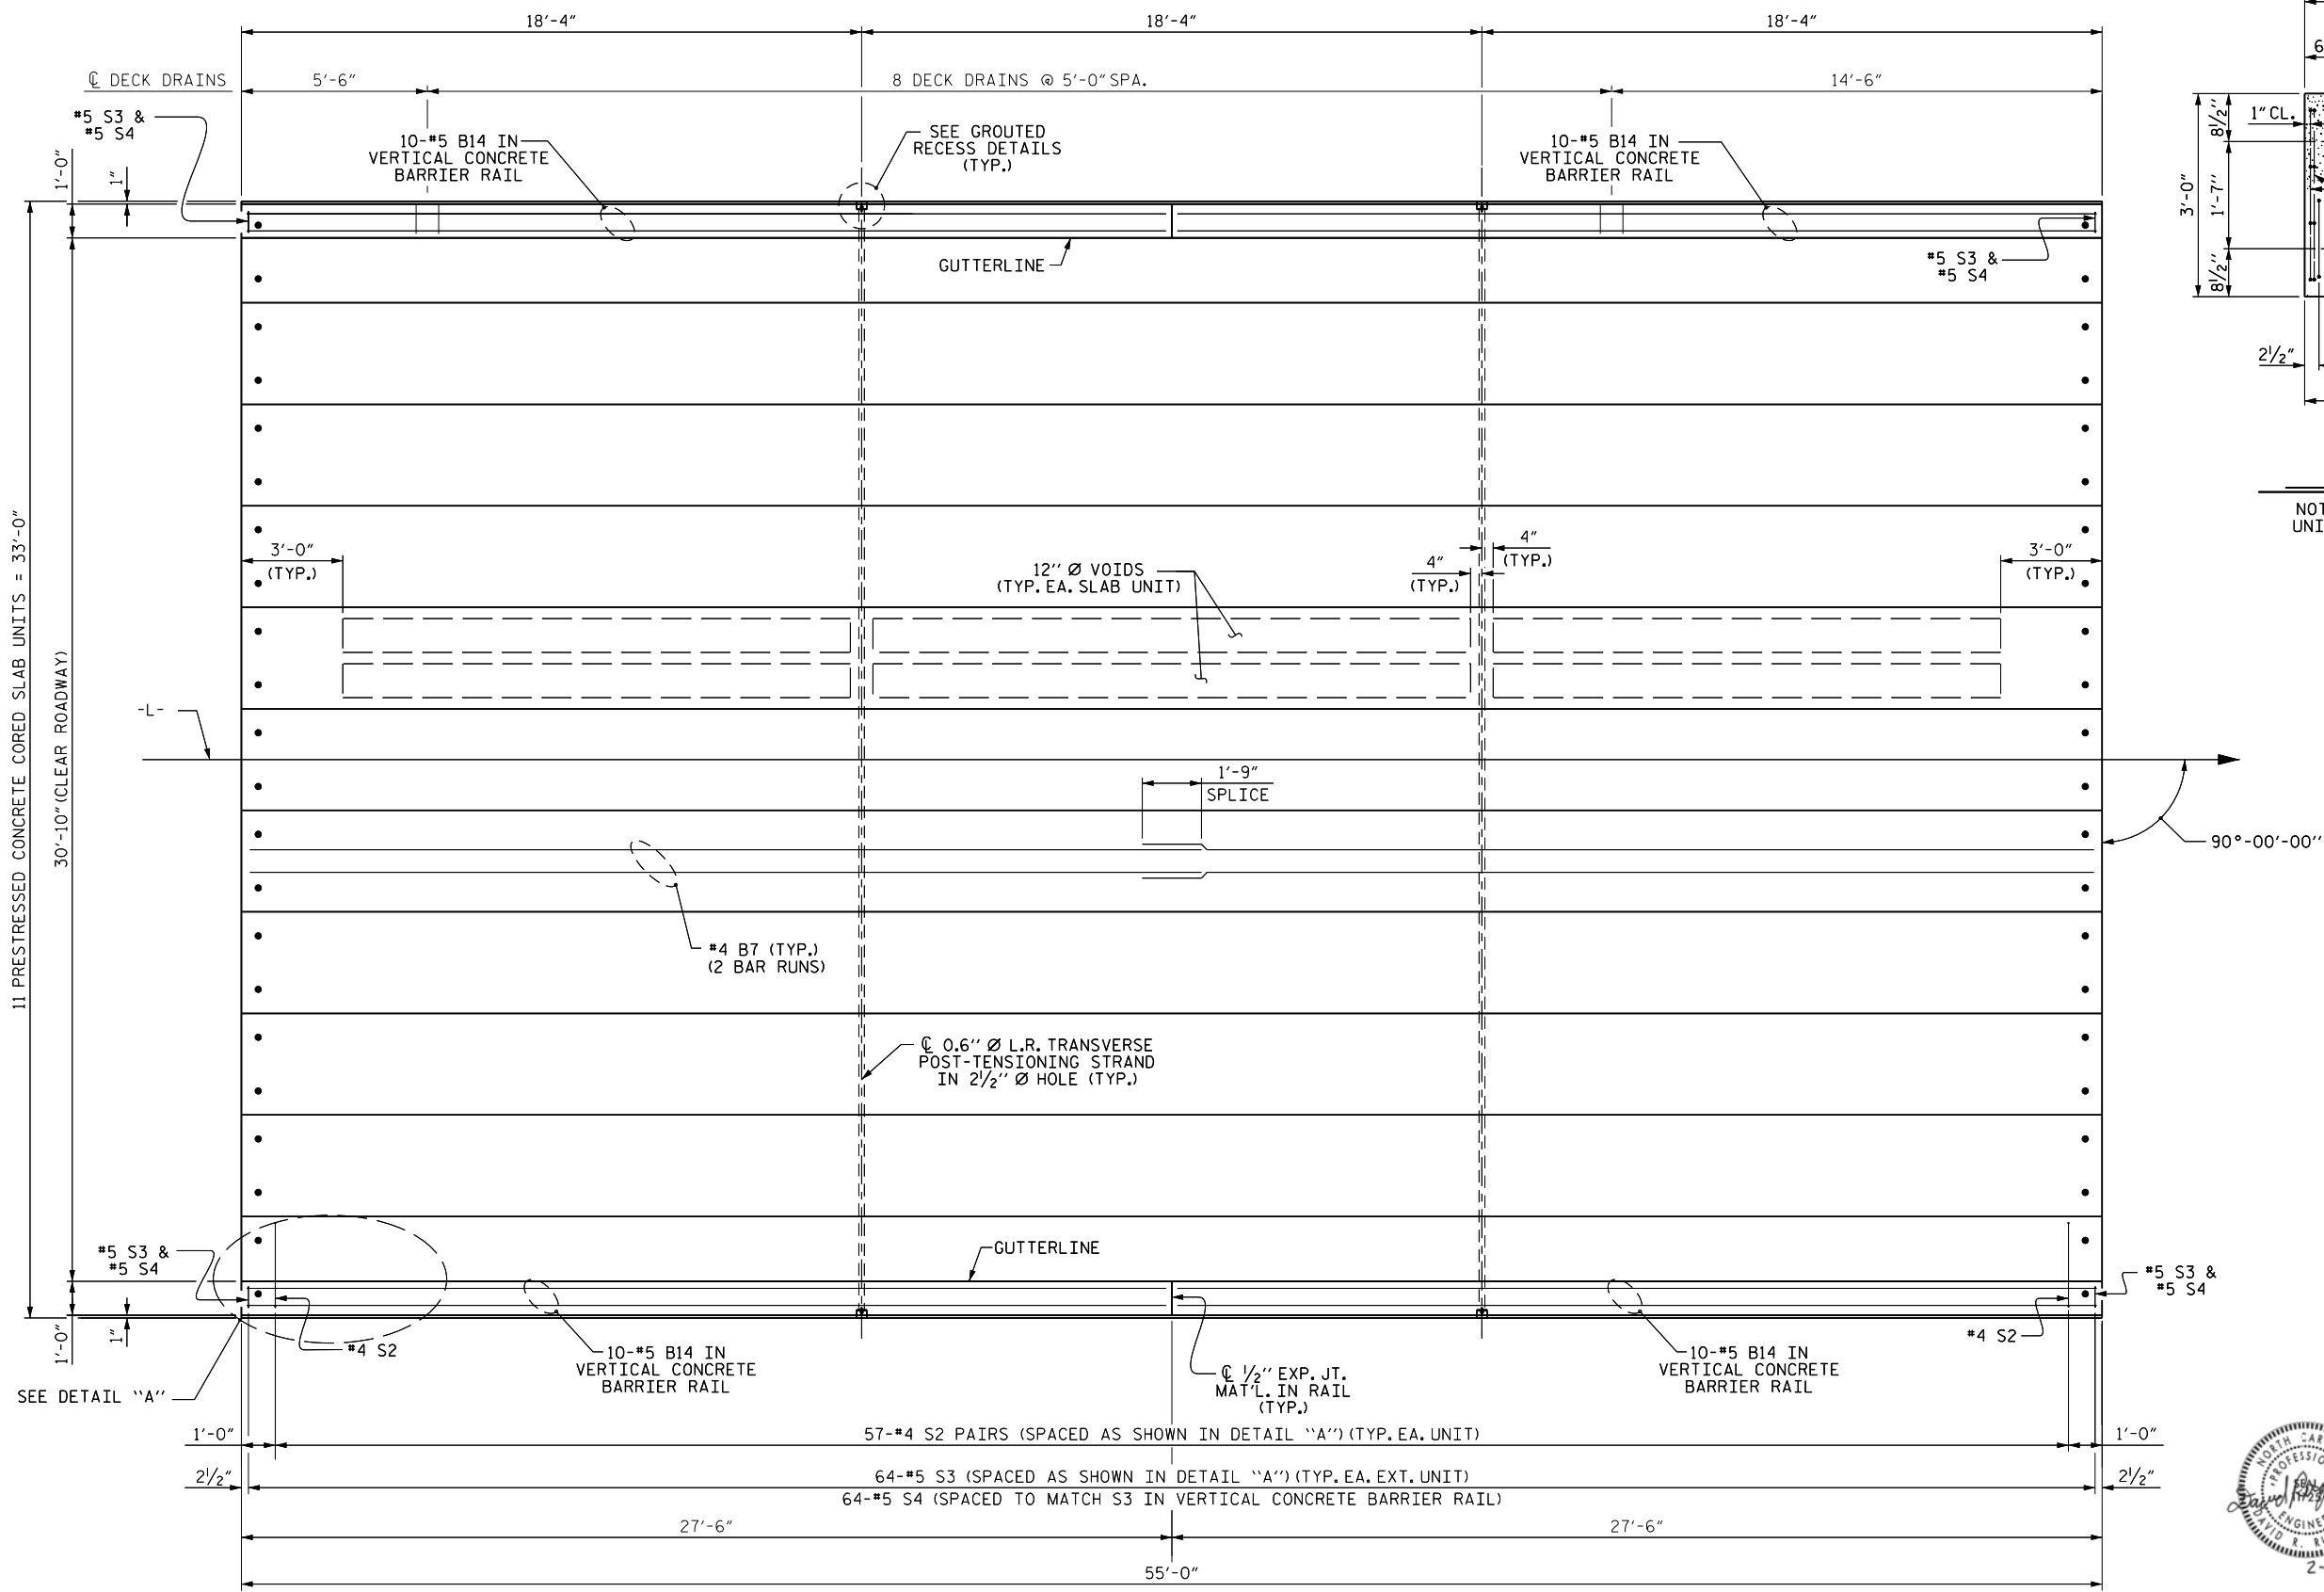 18'-4"
18'-4"
18'-4"
℄ DECK DRAINS
5'-6"
8 DECK DRAINS @ 5'-0" SPA.
14'-6"
#5 S3 &
#5 S4
10-#5 B14 IN
VERTICAL CONCRETE
BARRIER RAIL
SEE GROUTED
RECESS DETAILS
(TYP.)
10-#5 B14 IN
VERTICAL CONCRETE
BARRIER RAIL
1'-0"
1"
GUTTERLINE
#5 S3 &
#5 S4
11 PRESTRESSED CONCRETE CORED SLAB UNITS = 33'-0"
30'-10" (CLEAR ROADWAY)
3'-0"
(TYP.)
12'' Ø VOIDS
(TYP. EA. SLAB UNIT)
4"
(TYP.)
4"
(TYP.)
3'-0"
(TYP.)
-L-
1'-9"
SPLICE
90°-00'-00''
#4 B7 (TYP.)
(2 BAR RUNS)
℄ 0.6'' Ø L.R. TRANSVERSE
POST-TENSIONING STRAND
IN 2½'' Ø HOLE (TYP.)
#5 S3 &
#5 S4
GUTTERLINE
#5 S3 &
#5 S4
1'-0"
1"
#4 S2
#4 S2
10-#5 B14 IN
VERTICAL CONCRETE
BARRIER RAIL
℄ ½'' EXP. JT.
MAT'L. IN RAIL
(TYP.)
10-#5 B14 IN
VERTICAL CONCRETE
BARRIER RAIL
SEE DETAIL "A"
1'-0"
57-#4 S2 PAIRS (SPACED AS SHOWN IN DETAIL "A") (TYP. EA. UNIT)
1'-0"
2½"
64-#5 S3 (SPACED AS SHOWN IN DETAIL "A") (TYP. EA. EXT. UNIT)
2½"
64-#5 S4 (SPACED TO MATCH S3 IN VERTICAL CONCRETE BARRIER RAIL)
27'-6"
27'-6"
55'-0"
6
1" CL.
8½''
3'-0"
1'-7''
8½''
2½"
NORTH
SEAL
DAVID R.